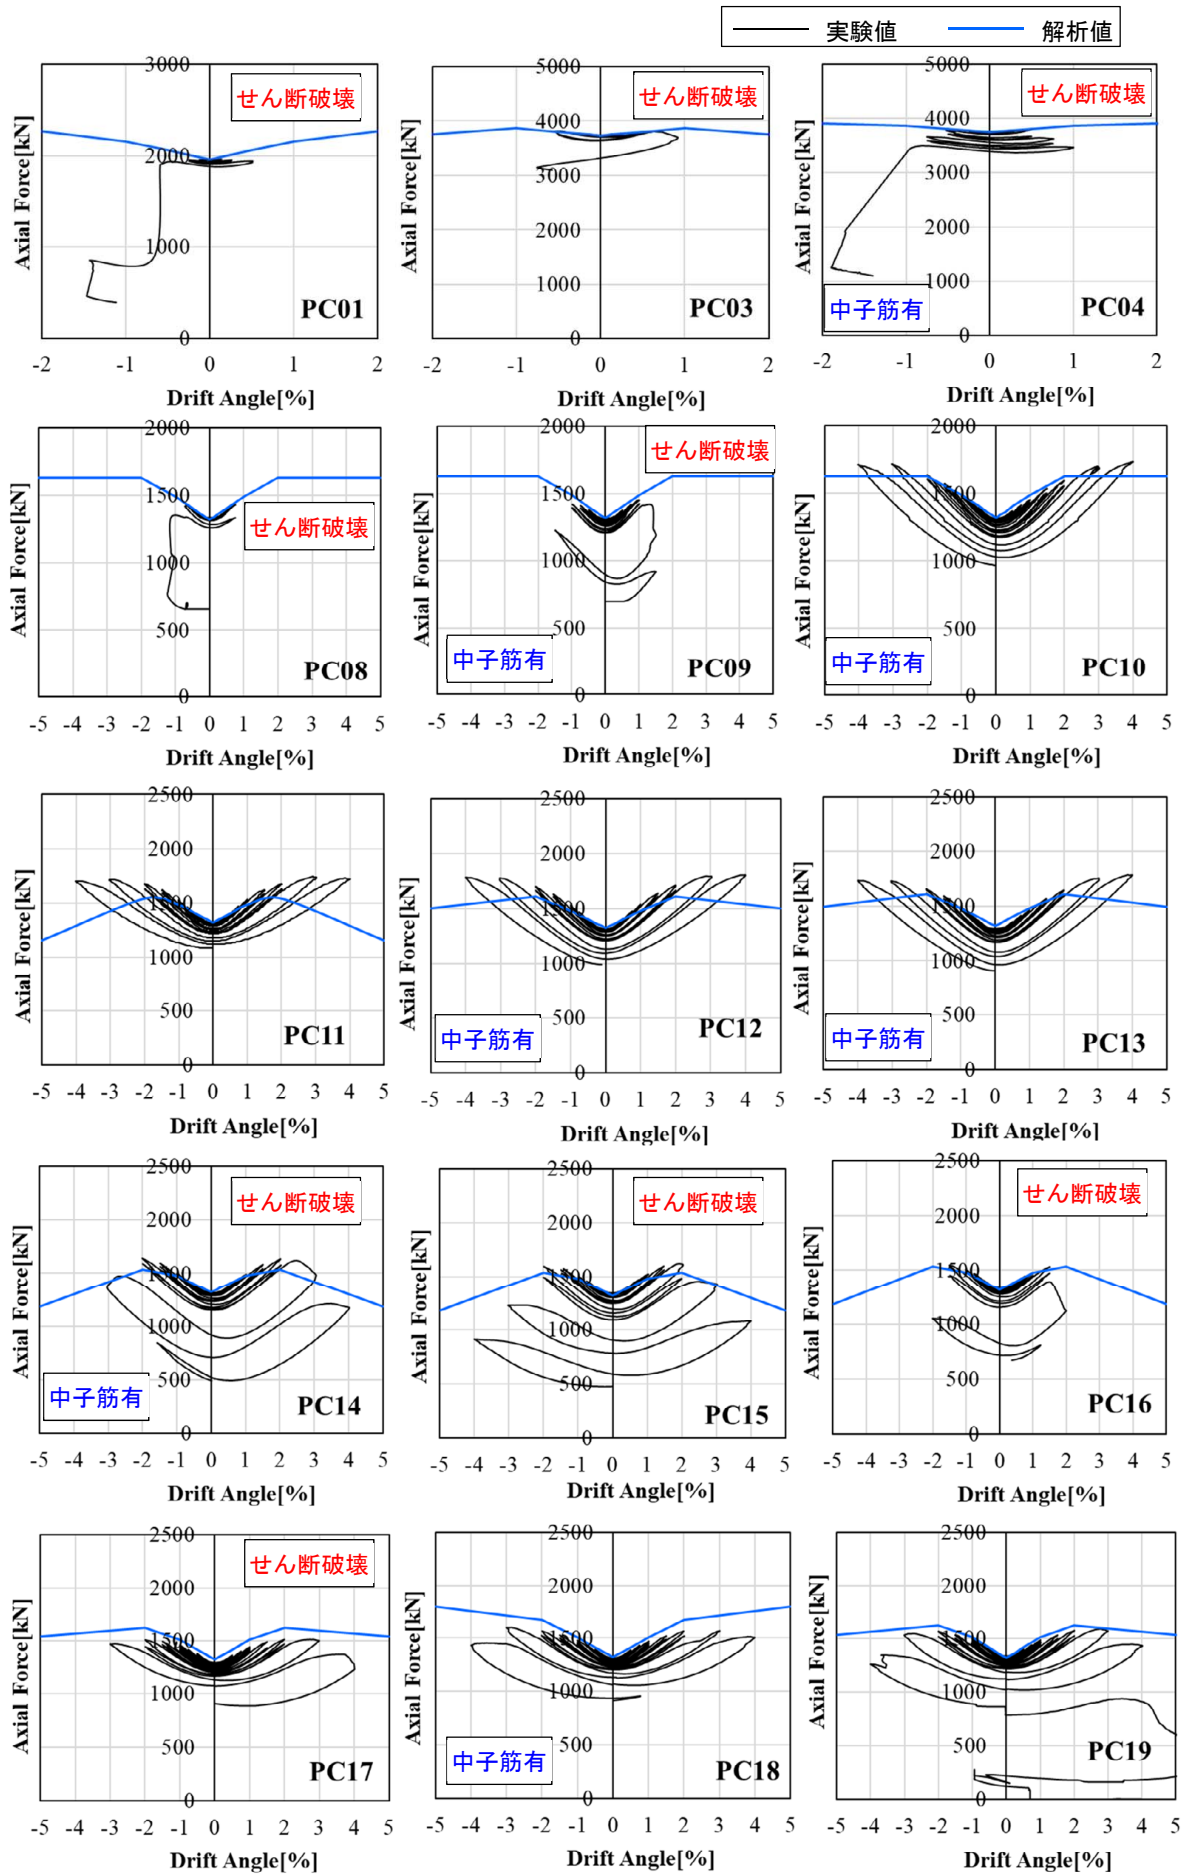 実験値 解析値
3000
2000
1000
0
-2 -1 0 1 2
Axial Force[kN]
Drift Angle[%]
せん断破壊
PC01
5000
4000
3000
2000
1000
0
-2 -1 0 1 2
Axial Force[kN]
Drift Angle[%]
せん断破壊
PC03
5000
4000
3000
2000
1000
0
-2 -1 0 1 2
Axial Force[kN]
Drift Angle[%]
せん断破壊
中子筋有
PC04
2000
1500
1000
500
0
-5 -4 -3 -2 -1 0 1 2 3 4 5
Axial Force[kN]
Drift Angle[%]
せん断破壊
PC08
2000
1500
1000
500
0
-5 -4 -3 -2 -1 0 1 2 3 4 5
Axial Force[kN]
Drift Angle[%]
せん断破壊
中子筋有
PC09
2000
1500
1000
500
0
-5 -4 -3 -2 -1 0 1 2 3 4 5
Axial Force[kN]
Drift Angle[%]
中子筋有
PC10
2500
2000
1500
1000
500
0
-5 -4 -3 -2 -1 0 1 2 3 4 5
Axial Force[kN]
Drift Angle[%]
PC11
2500
2000
1500
1000
500
0
-5 -4 -3 -2 -1 0 1 2 3 4 5
Axial Force[kN]
Drift Angle[%]
中子筋有
PC12
2500
2000
1500
1000
500
0
-5 -4 -3 -2 -1 0 1 2 3 4 5
Axial Force[kN]
Drift Angle[%]
中子筋有
PC13
2500
2000
1500
1000
500
0
-5 -4 -3 -2 -1 0 1 2 3 4 5
Axial Force[kN]
Drift Angle[%]
せん断破壊
中子筋有
PC14
2500
2000
1500
1000
500
0
-5 -4 -3 -2 -1 0 1 2 3 4 5
Axial Force[kN]
Drift Angle[%]
せん断破壊
PC15
2500
2000
1500
1000
500
0
-5 -4 -3 -2 -1 0 1 2 3 4 5
Axial Force[kN]
Drift Angle[%]
せん断破壊
PC16
2500
2000
1500
1000
500
0
-5 -4 -3 -2 -1 0 1 2 3 4 5
Axial Force[kN]
Drift Angle[%]
せん断破壊
PC17
2500
2000
1500
1000
500
0
-5 -4 -3 -2 -1 0 1 2 3 4 5
Axial Force[kN]
Drift Angle[%]
中子筋有
PC18
2500
2000
1500
1000
500
0
-5 -4 -3 -2 -1 0 1 2 3 4 5
Axial Force[kN]
Drift Angle[%]
PC19